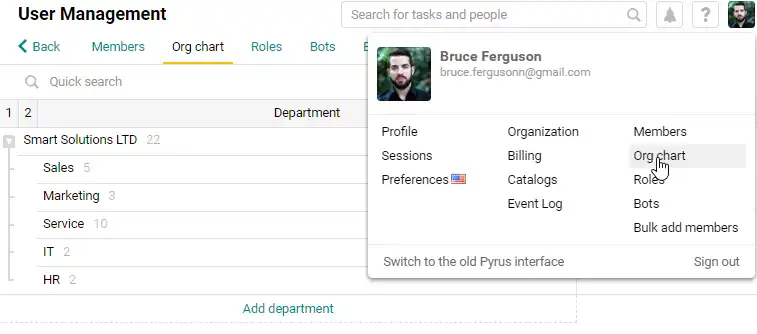 User Management
Search for tasks and people
?
Back Members Org chart Roles Bots
Quick search
1 2 Department
Smart Solutions LTD 22
Sales 5
Marketing 3
Service 10
IT 2
HR 2
Add department
Bruce Ferguson
bruce.fergusonn@gmail.com
Profile Organization Members
Sessions Billing Org chart
Preferences Catalogs Roles
Event Log Bots
Bulk add members
Switch to the old Pyrus interface Sign out